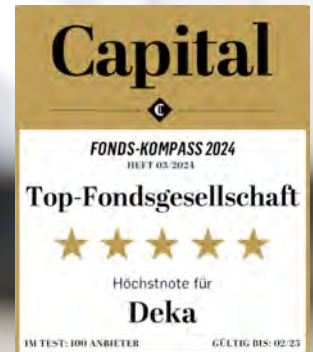 Capital
FONDS-KOMPASS 2024
HEFT 03/2024
Top-Fondsgesellschaft
Höchstnote für
Deka
IM TEST: 100 ANBIETER GÜLTIG BIS: 02/25